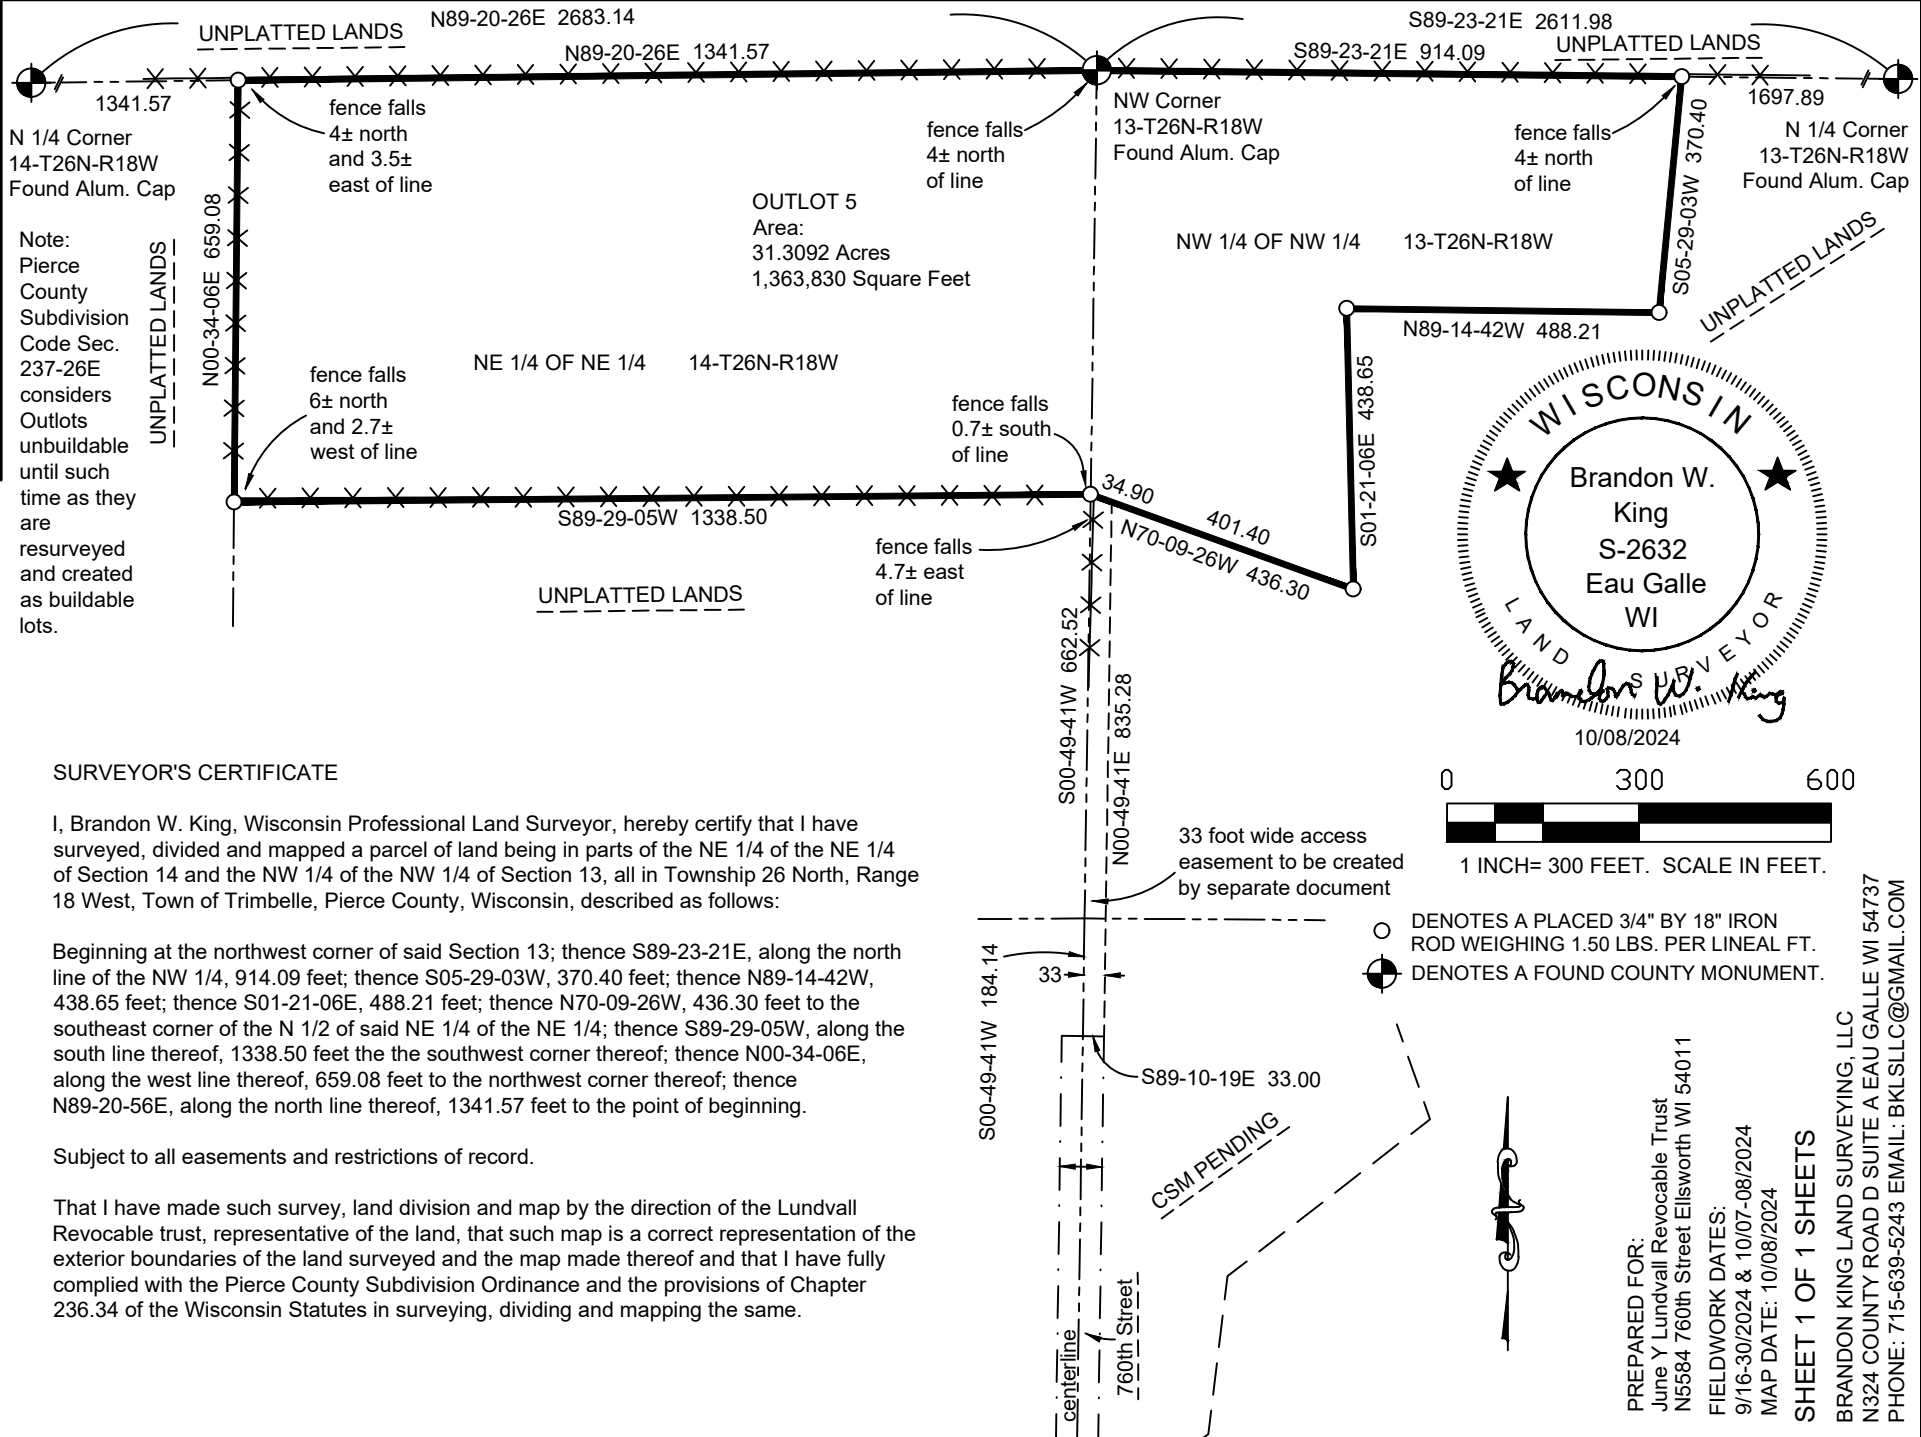 N89-20-26E 2683.14
S89-23-21E 2611.98
UNPLATTED LANDS
N89-20-26E 1341.57
S89-23-21E 914.09
UNPLATTED LANDS
1341.57
1697.89
N 1/4 Corner
14-T26N-R18W
Found Alum. Cap
fence falls
4± north
and 3.5±
east of line
fence falls
4± north
of line
NW Corner
13-T26N-R18W
Found Alum. Cap
fence falls
4± north
of line
S05-29-03W 370.40
N 1/4 Corner
13-T26N-R18W
Found Alum. Cap
Note:
Pierce
County
Subdivision
Code Sec.
237-26E
considers
Outlots
unbuildable
until such
time as they
are
resurveyed
and created
as buildable
lots.
UNPLATTED LANDS
N00-34-06E 659.08
OUTLOT 5
Area:
31.3092 Acres
1,363,830 Square Feet
NW 1/4 OF NW 1/4 13-T26N-R18W
UNPLATTED LANDS
N89-14-42W 488.21
NE 1/4 OF NE 1/4 14-T26N-R18W
fence falls
6± north
and 2.7±
west of line
fence falls
0.7± south
of line
S01-21-06E 438.65
34.90
401.40
N70-09-26W 436.30
S89-29-05W 1338.50
fence falls
4.7± east
of line
UNPLATTED LANDS
S00-49-41W 662.52
N00-49-41E 835.28
WISCONSIN
Brandon W.
King
S-2632
Eau Galle
WI
LAND SURVEYOR
Brandon W. King
10/08/2024
0 300 600
1 INCH= 300 FEET. SCALE IN FEET.
33 foot wide access
easement to be created
by separate document
DENOTES A PLACED 3/4" BY 18" IRON
ROD WEIGHING 1.50 LBS. PER LINEAL FT.
DENOTES A FOUND COUNTY MONUMENT.
SURVEYOR'S CERTIFICATE
I, Brandon W. King, Wisconsin Professional Land Surveyor, hereby certify that I have
surveyed, divided and mapped a parcel of land being in parts of the NE 1/4 of the NE 1/4
of Section 14 and the NW 1/4 of the NW 1/4 of Section 13, all in Township 26 North, Range
18 West, Town of Trimbelle, Pierce County, Wisconsin, described as follows:
Beginning at the northwest corner of said Section 13; thence S89-23-21E, along the north
line of the NW 1/4, 914.09 feet; thence S05-29-03W, 370.40 feet; thence N89-14-42W,
438.65 feet; thence S01-21-06E, 488.21 feet; thence N70-09-26W, 436.30 feet to the
southeast corner of the N 1/2 of said NE 1/4 of the NE 1/4; thence S89-29-05W, along the
south line thereof, 1338.50 feet the the southwest corner thereof; thence N00-34-06E,
along the west line thereof, 659.08 feet to the northwest corner thereof; thence
N89-20-56E, along the north line thereof, 1341.57 feet to the point of beginning.
Subject to all easements and restrictions of record.
That I have made such survey, land division and map by the direction of the Lundvall
Revocable trust, representative of the land, that such map is a correct representation of the
exterior boundaries of the land surveyed and the map made thereof and that I have fully
complied with the Pierce County Subdivision Ordinance and the provisions of Chapter
236.34 of the Wisconsin Statutes in surveying, dividing and mapping the same.
S00-49-41W 184.14
33
S89-10-19E 33.00
CSM PENDING
centerline
760th Street
PREPARED FOR:
June Y Lundvall Revocable Trust
N5584 760th Street Ellsworth WI 54011
FIELDWORK DATES:
9/16-30/2024 & 10/07-08/2024
MAP DATE: 10/08/2024
SHEET 1 OF 1 SHEETS
BRANDON KING LAND SURVEYING, LLC
N324 COUNTY ROAD D SUITE A EAU GALLE WI 54737
PHONE: 715-639-5243 EMAIL: BKLSLLC@GMAIL.COM